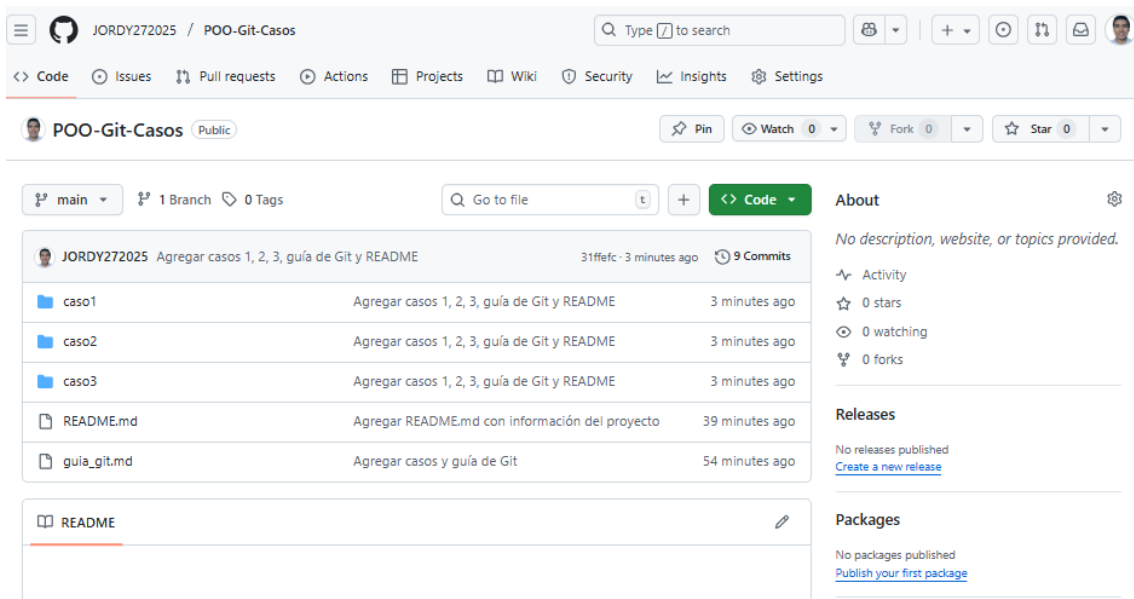 JORDY272025 / POO-Git-Casos
Type / to search
Code Issues Pull requests Actions Projects Wiki Security Insights Settings
POO-Git-Casos Public
Pin Watch 0 Fork 0 Star 0
main 1 Branch 0 Tags Go to file t Code
JORDY272025 Agregar casos 1, 2, 3, guía de Git y README 31ffefc · 3 minutes ago 9 Commits
caso1 Agregar casos 1, 2, 3, guía de Git y README 3 minutes ago
caso2 Agregar casos 1, 2, 3, guía de Git y README 3 minutes ago
caso3 Agregar casos 1, 2, 3, guía de Git y README 3 minutes ago
README.md Agregar README.md con información del proyecto 39 minutes ago
guia_git.md Agregar casos y guía de Git 54 minutes ago
README
About
No description, website, or topics provided.
Activity
0 stars
0 watching
0 forks
Releases
No releases published
Create a new release
Packages
No packages published
Publish your first package